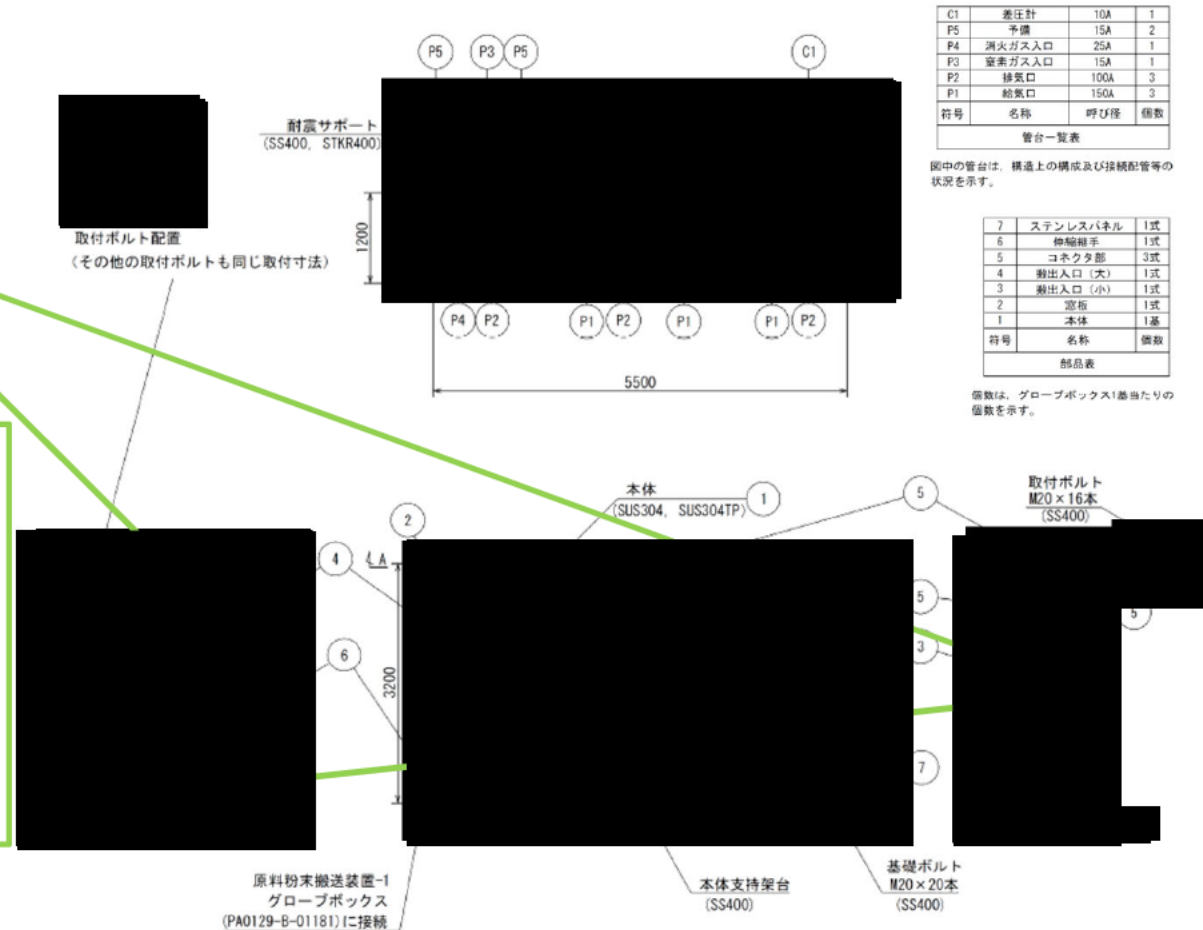 P5
P3
P5
C1
耐震サポート
(SS400, STKR400)
1200
取付ボルト配置
(その他の取付ボルトも同じ取付寸法)
P4
P2
P1
P2
P1
P1
P2
5500
C1 差圧計 10A 1
P5 予備 15A 2
P4 消火ガス入口 25A 1
P3 窒素ガス入口 15A 1
P2 排気口 100A 3
P1 給気口 150A 3
符号 名称 呼び径 個数
管台一覧表
図中の管台は、構造上の構成及び接続配管等の
状況を示す。
7 ステンレスパネル 1式
6 伸縮継手 1式
5 コネクタ部 3式
4 搬出入口(大) 1式
3 搬出入口(小) 1式
2 窓板 1式
1 本体 1基
符号 名称 個数
部品表
個数は、グローブボックス1基当たりの
個数を示す。
本体
(SUS304, SUS304TP)
1
5
取付ボルト
M20×16本
(SS400)
2
4
A
5
5
6
3
3200
7
原料粉末搬送装置-1
グローブボックス
(PA0129-B-01181)に接続
本体支持架台
(SS400)
基礎ボルト
M20×20本
(SS400)